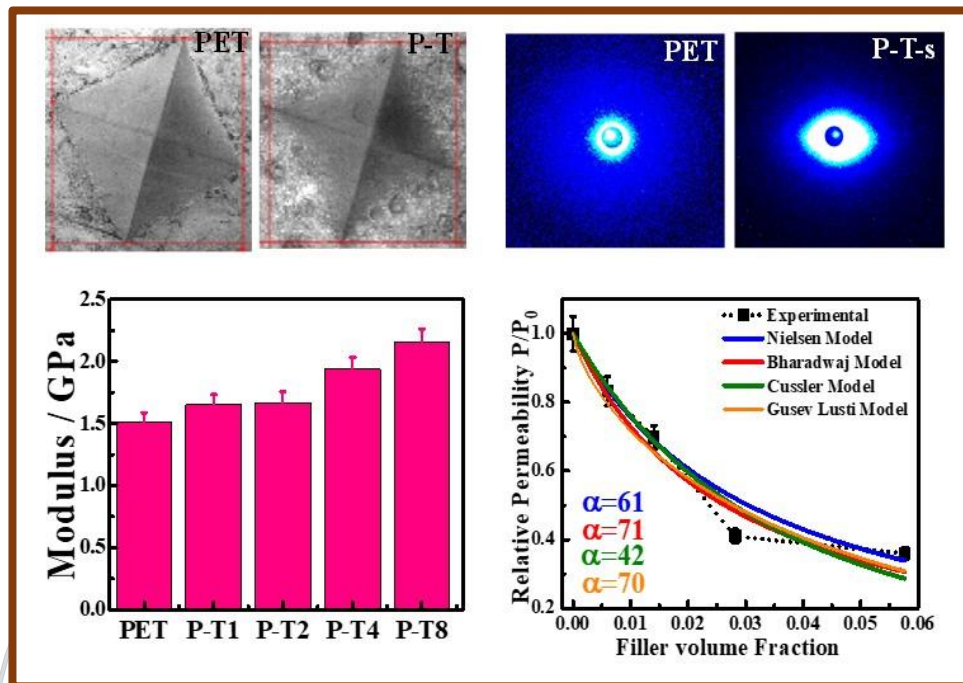 PET
P-T
PET
P-T-s
Modulus / GPa
2.5
2.0
1.5
1.0
0.5
0.0
PET P-T1 P-T2 P-T4 P-T8
Relative Permeability P/P₀
1.0
0.8
0.6
0.4
0.2
Experimental
Nielsen Model
Bharadwaj Model
Cussler Model
Gusev Lusti Model
α=61
α=71
α=42
α=70
0.00 0.01 0.02 0.03 0.04 0.05 0.06
Filler volume Fraction